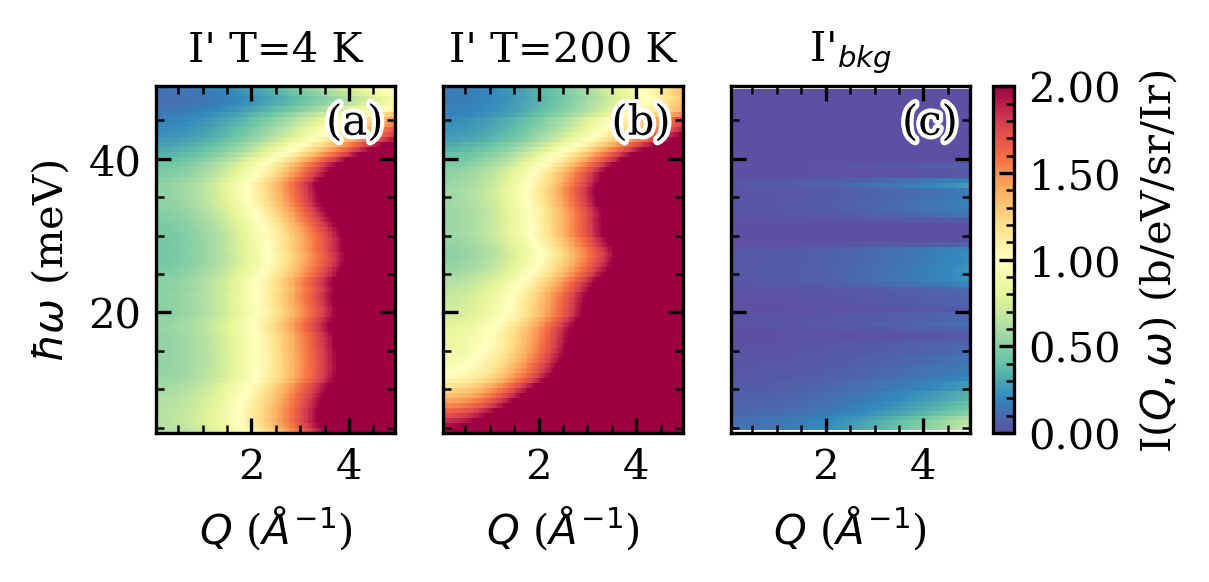 I' T=4 K
I' T=200 K
I'bkg
(a)
(b)
(c)
40
20
ħω (meV)
2 4
2 4
2 4
Q (Å⁻¹)
Q (Å⁻¹)
Q (Å⁻¹)
2.00
1.50
1.00
0.50
0.00
I(Q, ω) (b/eV/sr/Ir)